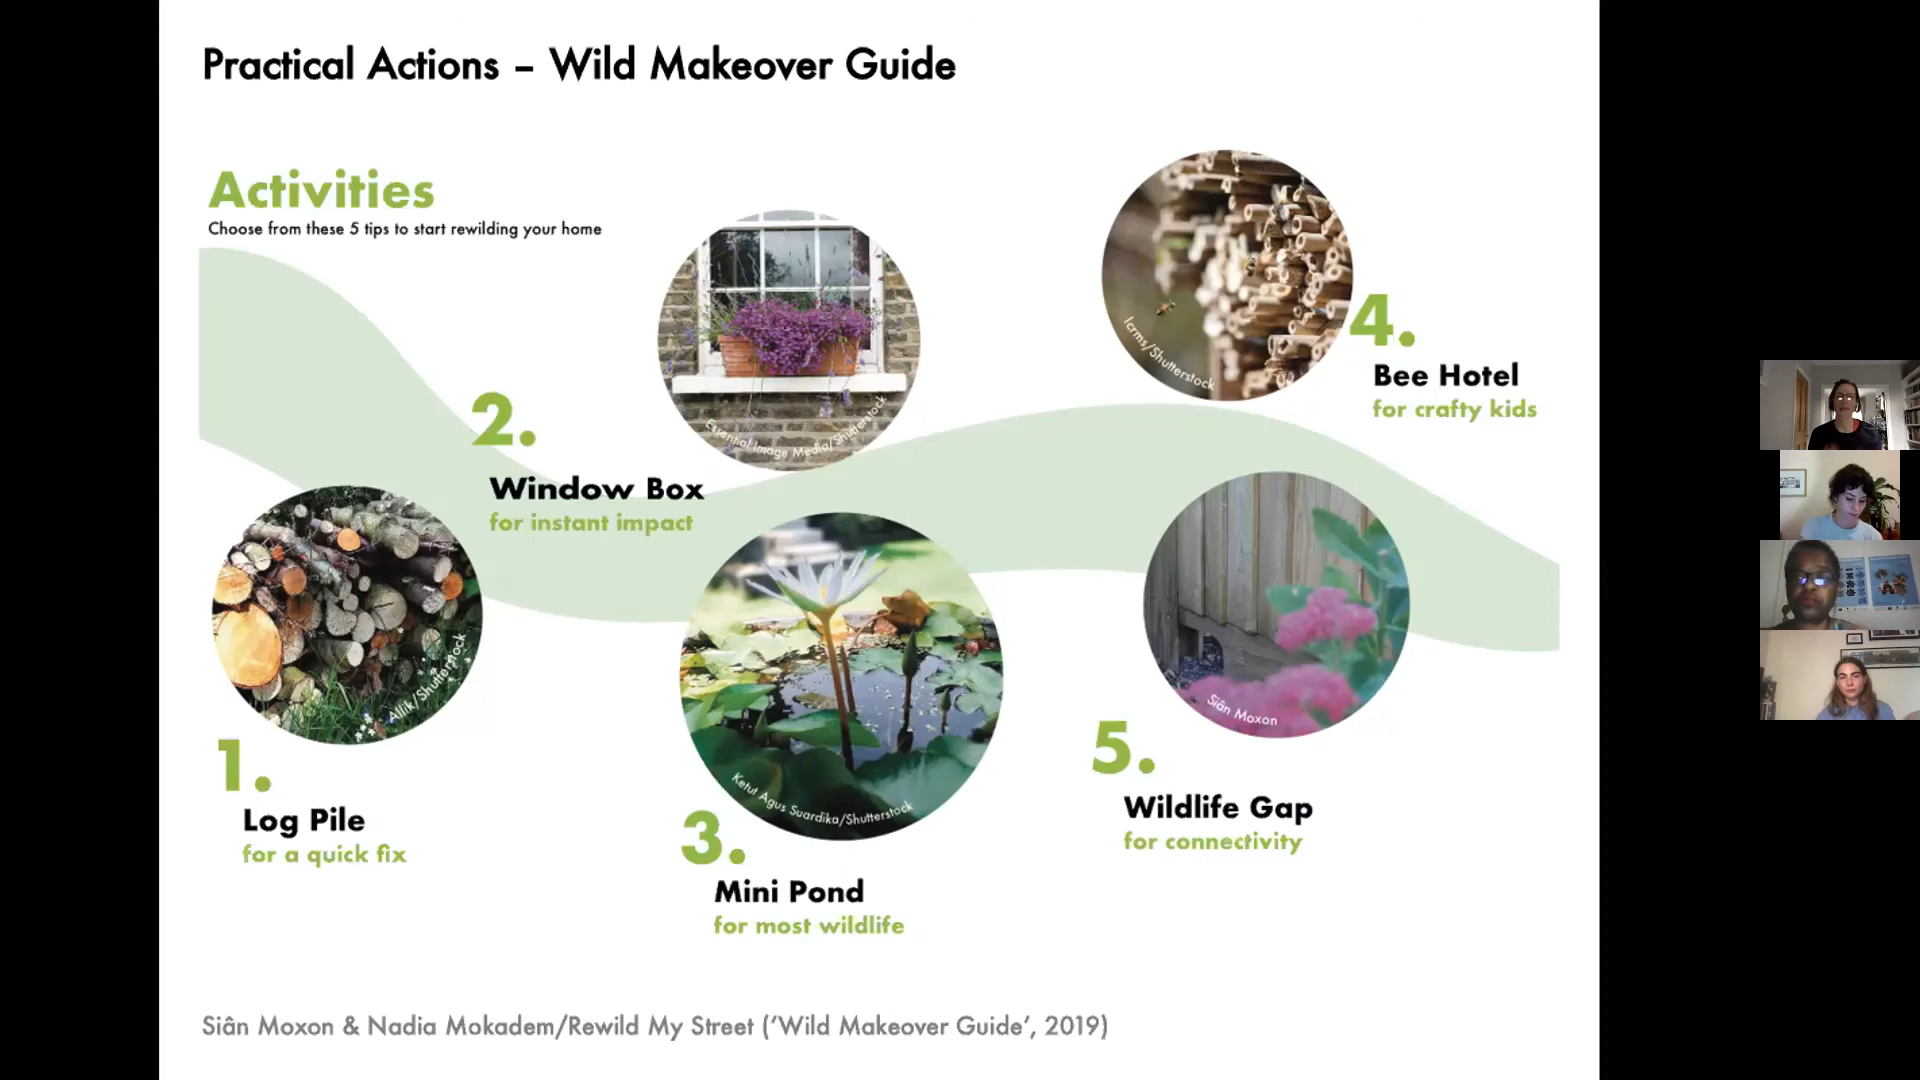 Practical Actions – Wild Makeover Guide
Activities
Choose from these 5 tips to start rewilding your home
1.
Log Pile
for a quick fix
Allik/Shutterstock
2.
Window Box
for instant impact
Essential Image Media/Shutterstock
3.
Mini Pond
for most wildlife
Ketut Agus Suardika/Shutterstock
4.
Bee Hotel
for crafty kids
Icrms/Shutterstock
5.
Wildlife Gap
for connectivity
Siân Moxon
Siân Moxon & Nadia Mokadem/Rewild My Street (‘Wild Makeover Guide’, 2019)